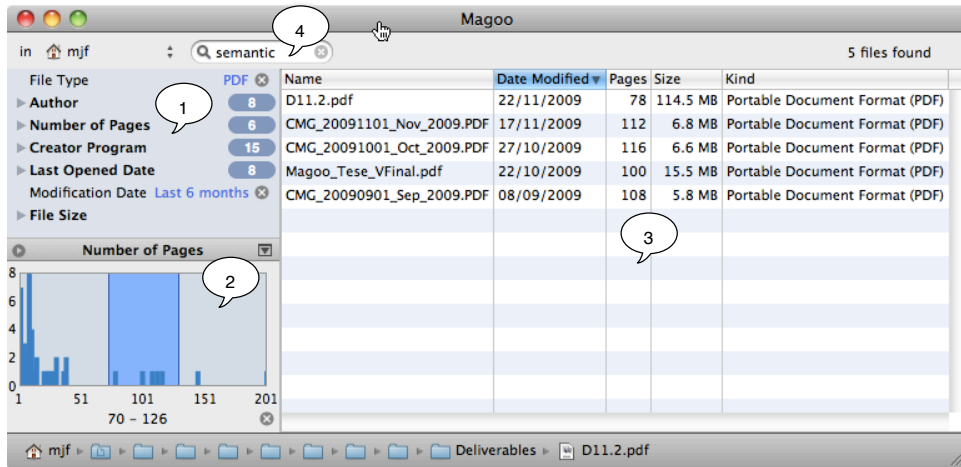 Magoo
in mjf semantic 4 5 files found
File Type PDF
Author 8
1
Number of Pages 6
Creator Program 15
Last Opened Date 8
Modification Date Last 6 months
File Size
Name Date Modified Pages Size Kind
D11.2.pdf 22/11/2009 78 114.5 MB Portable Document Format (PDF)
CMG_20091101_Nov_2009.PDF 17/11/2009 112 6.8 MB Portable Document Format (PDF)
CMG_20091001_Oct_2009.PDF 27/10/2009 116 6.6 MB Portable Document Format (PDF)
Magoo_Tese_VFinal.pdf 22/10/2009 100 15.5 MB Portable Document Format (PDF)
CMG_20090901_Sep_2009.PDF 08/09/2009 108 5.8 MB Portable Document Format (PDF)
3
Number of Pages
2
8
6
4
2
0
1 51 101 151 201
70 - 126
mjf Deliverables D11.2.pdf